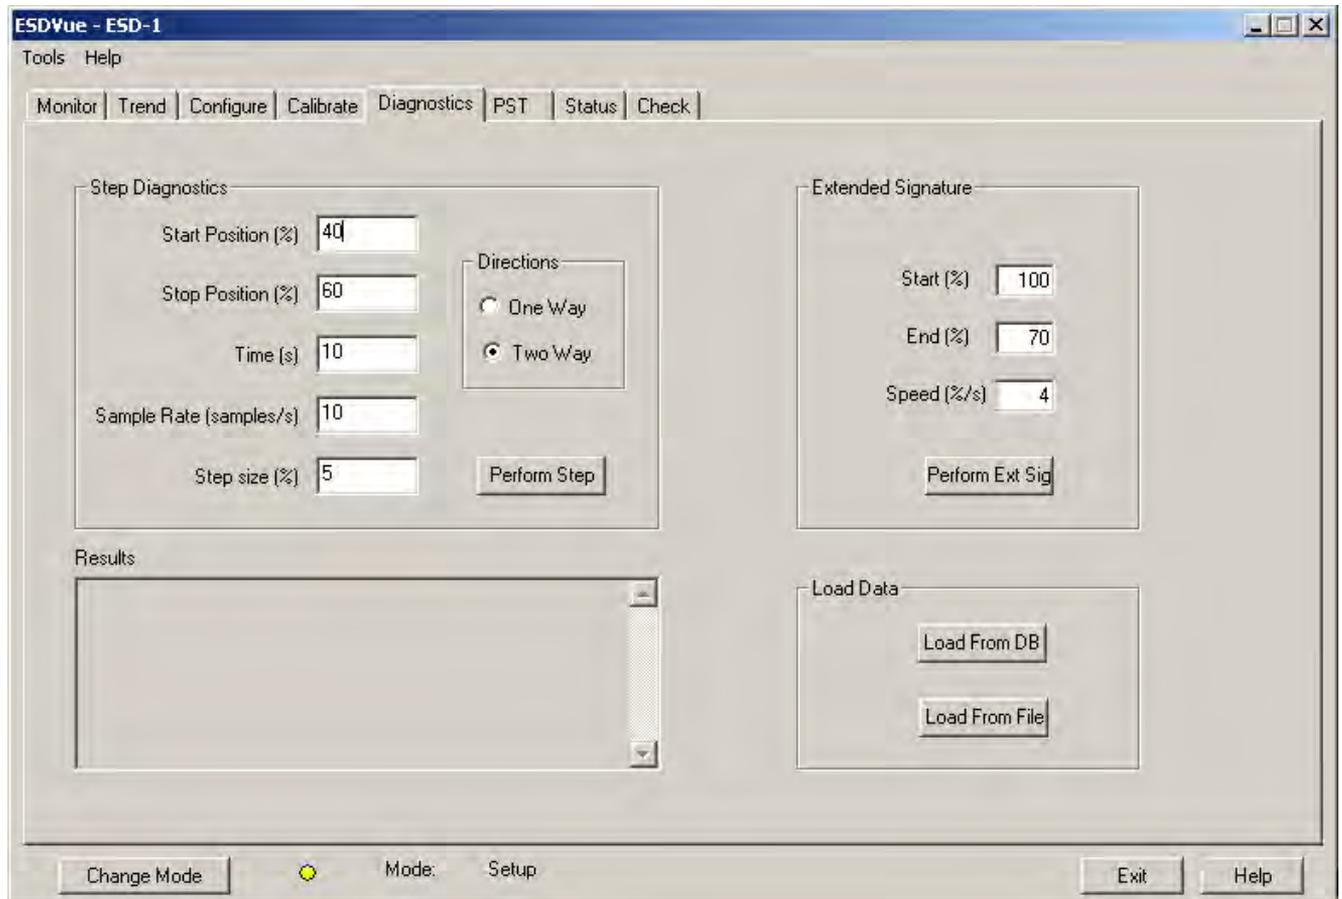 ESDVue - ESD-1
Tools Help
Monitor Trend Configure Calibrate Diagnostics PST Status Check
Step Diagnostics
Start Position (%) 40
Stop Position (%) 60
Time (s) 10
Sample Rate (samples/s) 10
Step size (%) 5
Directions
One Way
Two Way
Perform Step
Extended Signature
Start (%) 100
End (%) 70
Speed (%/s) 4
Perform Ext Sig
Results
Load Data
Load From DB
Load From File
Change Mode Mode: Setup Exit Help